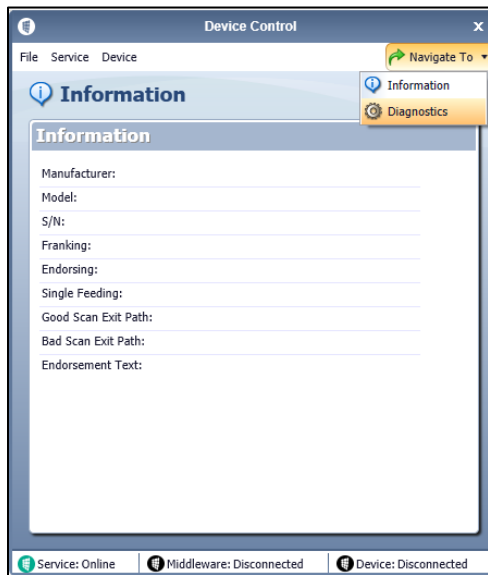 Device Control
x
File Service Device
Navigate To
Information
Information
Diagnostics
Information
Manufacturer:
Model:
S/N:
Franking:
Endorsing:
Single Feeding:
Good Scan Exit Path:
Bad Scan Exit Path:
Endorsement Text:
Service: Online Middleware: Disconnected Device: Disconnected